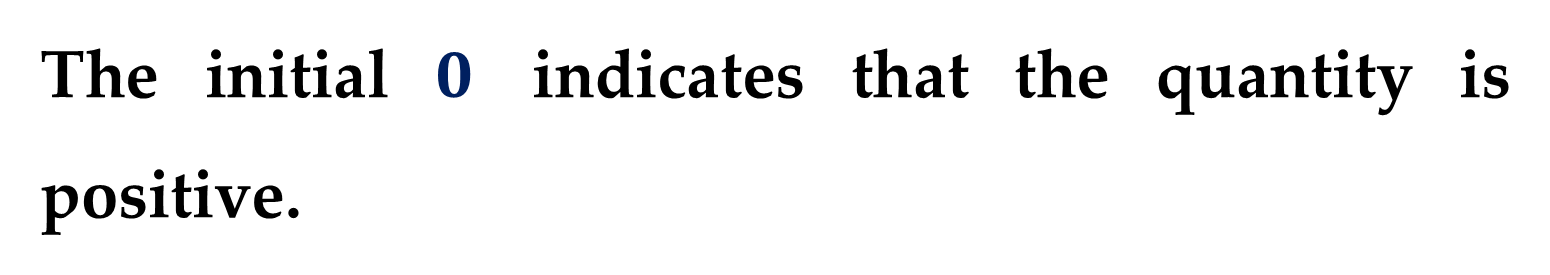 The initial 0 indicates that the quantity is
positive.